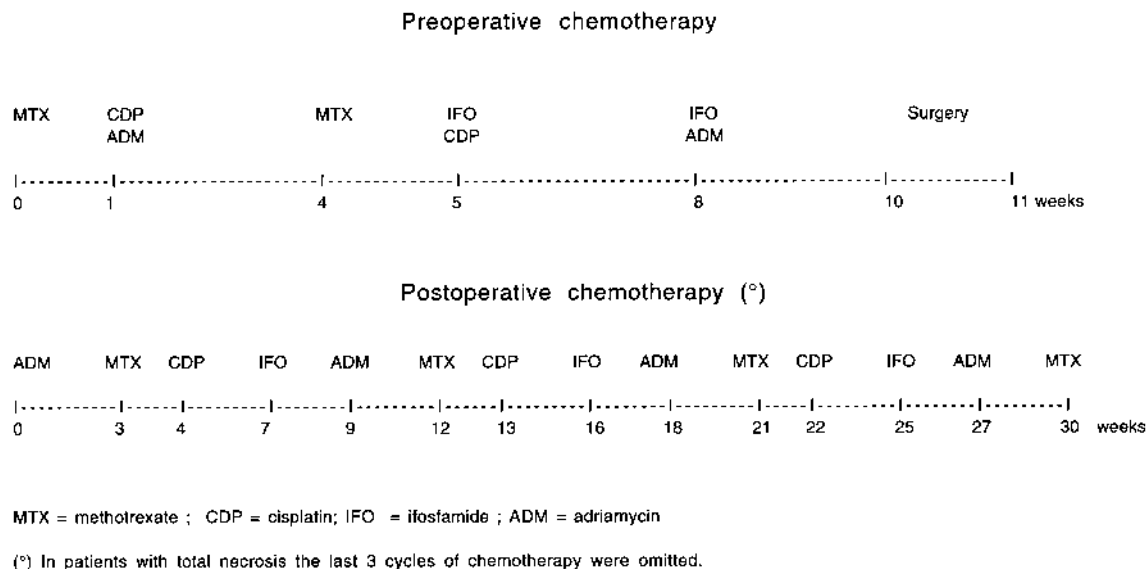 Preoperative chemotherapy
MTX CDP MTX IFO IFO Surgery
ADM CDP ADM
0 1 4 5 8 10 11 weeks
Postoperative chemotherapy (°)
ADM MTX CDP IFO ADM MTX CDP IFO ADM MTX CDP IFO ADM MTX
0 3 4 7 9 12 13 16 18 21 22 25 27 30 weeks
MTX = methotrexate ; CDP = cisplatin; IFO = ifosfamide ; ADM = adriamycin
(°) In patients with total necrosis the last 3 cycles of chemotherapy were omitted.